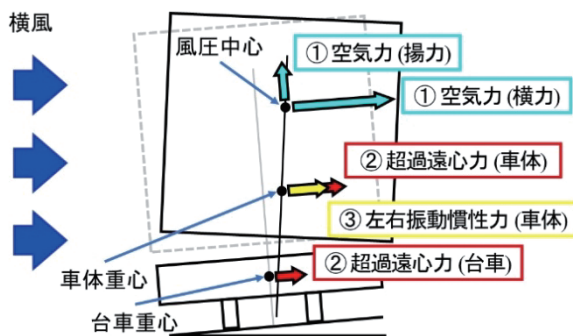 横風
風圧中心
① 空気力 (揚力)
① 空気力 (横力)
② 超過遠心力 (車体)
③ 左右振動慣性力 (車体)
② 超過遠心力 (台車)
車体重心
台車重心